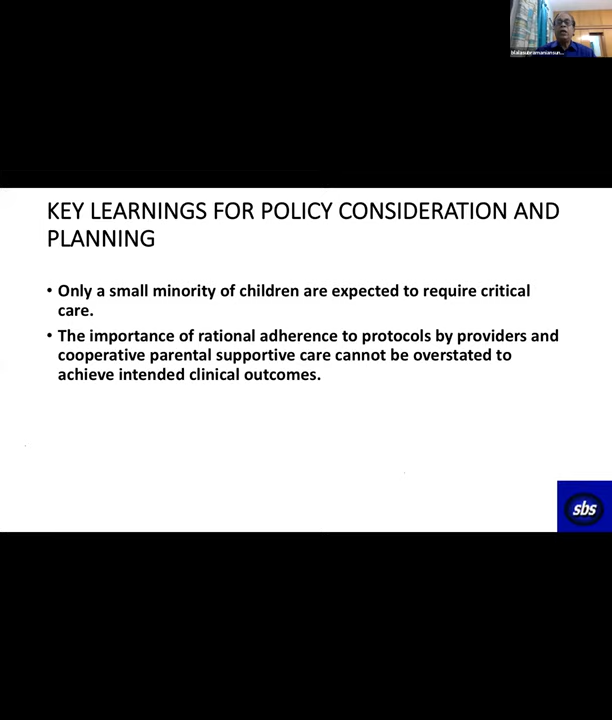 KEY LEARNINGS FOR POLICY CONSIDERATION AND
PLANNING
• Only a small minority of children are expected to require critical
care.
• The importance of rational adherence to protocols by providers and
cooperative parental supportive care cannot be overstated to
achieve intended clinical outcomes.
sbs